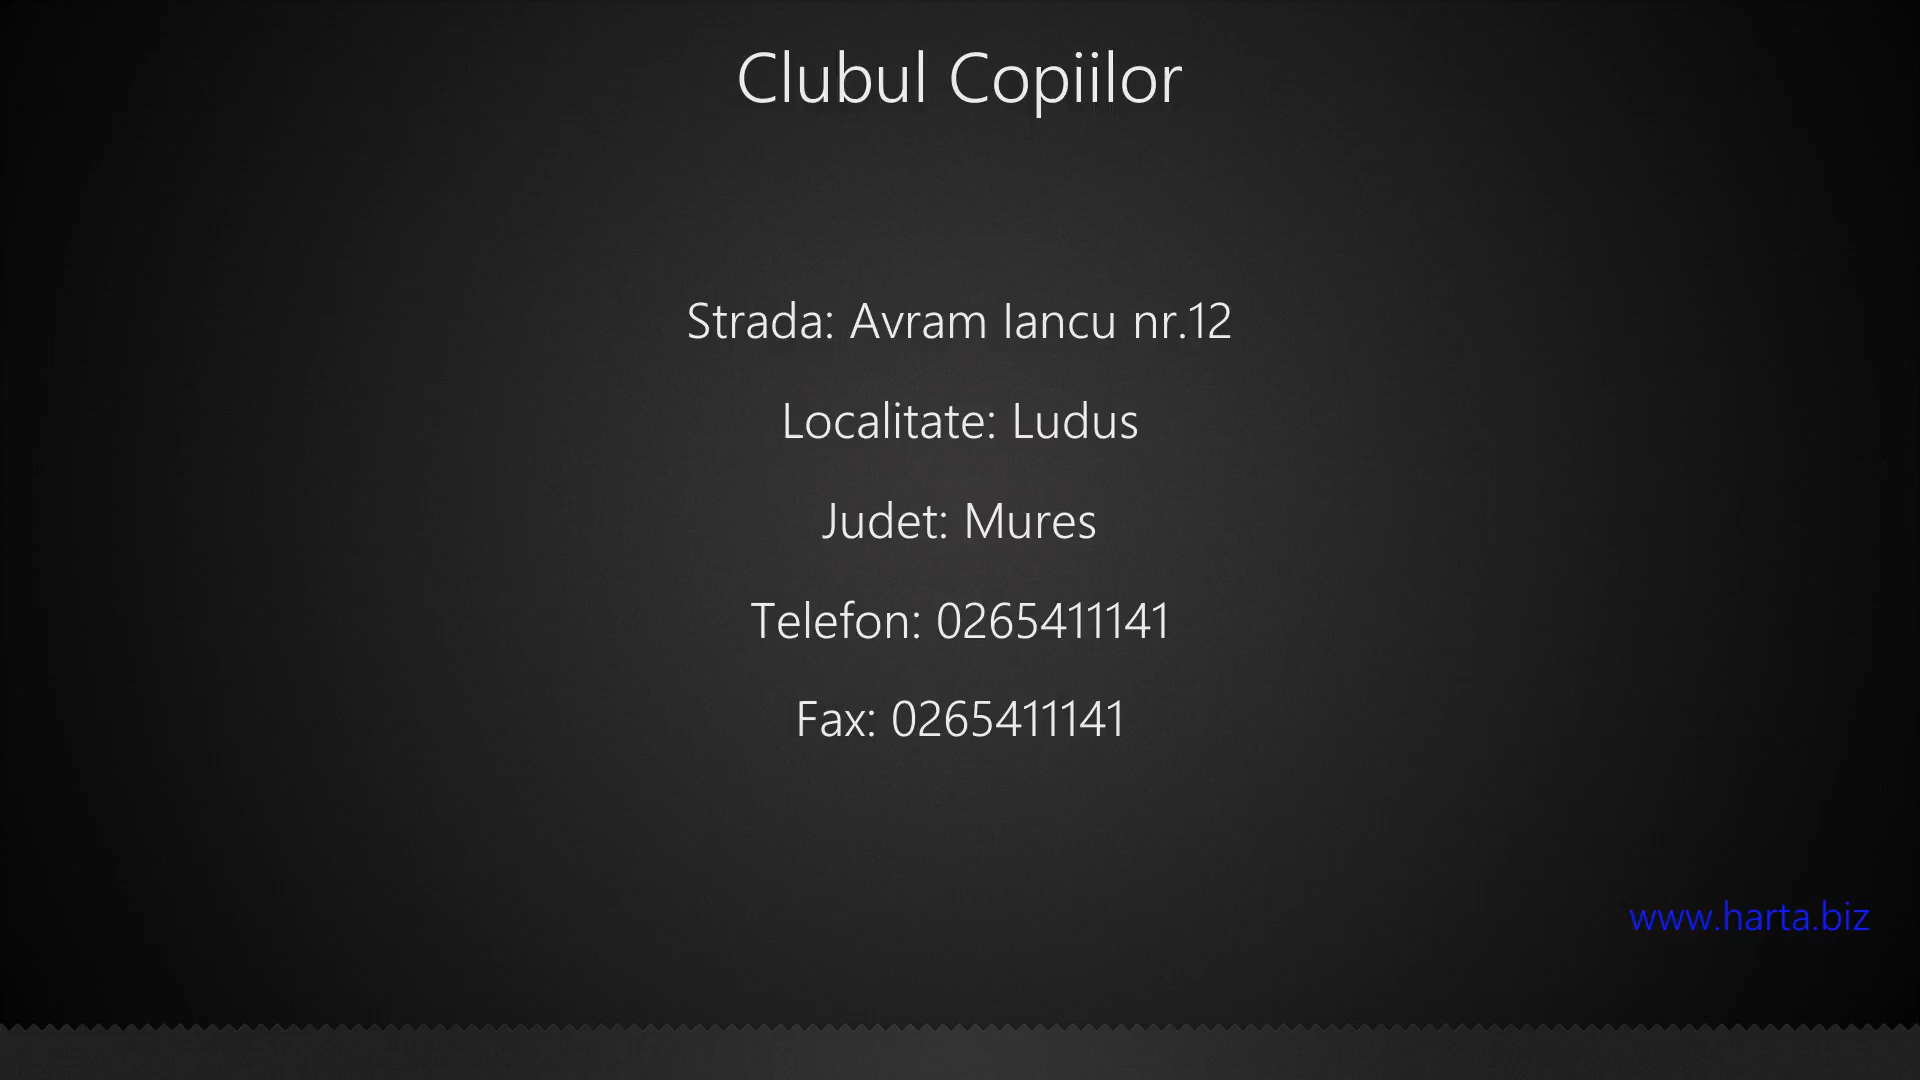 Clubul Copiilor
Strada: Avram Iancu nr.12
Localitate: Ludus
Judet: Mures
Telefon: 0265411141
Fax: 0265411141
www.harta.biz